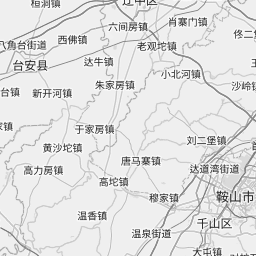 桓洞镇
辽中区
肖寨门镇
六间房镇
西佛镇
老观坨镇
佟二
八角台街道
台安县
达牛镇
小北河镇
朱家房镇
沙岭
台镇
新开河镇
于家房镇
刘二堡镇
黄沙坨镇
唐马寨镇
高力房镇
达道湾街道
高坨镇
鞍山市
穆家镇
温香镇
千山区
温泉街道
大屯镇